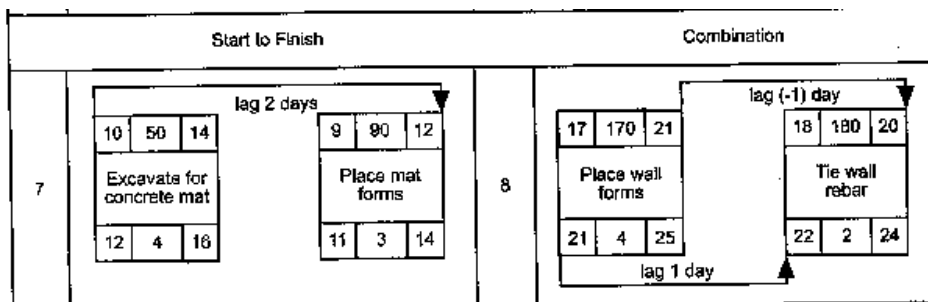 Start to Finish
Combination
7
lag 2 days
10 50 14
Excavate for
concrete mat
12 4 16
9 90 12
Place mat
forms
11 3 14
8
lag (-1) day
17 170 21
Place wall
forms
21 4 25
18 180 20
Tie wall
rebar
22 2 24
lag 1 day